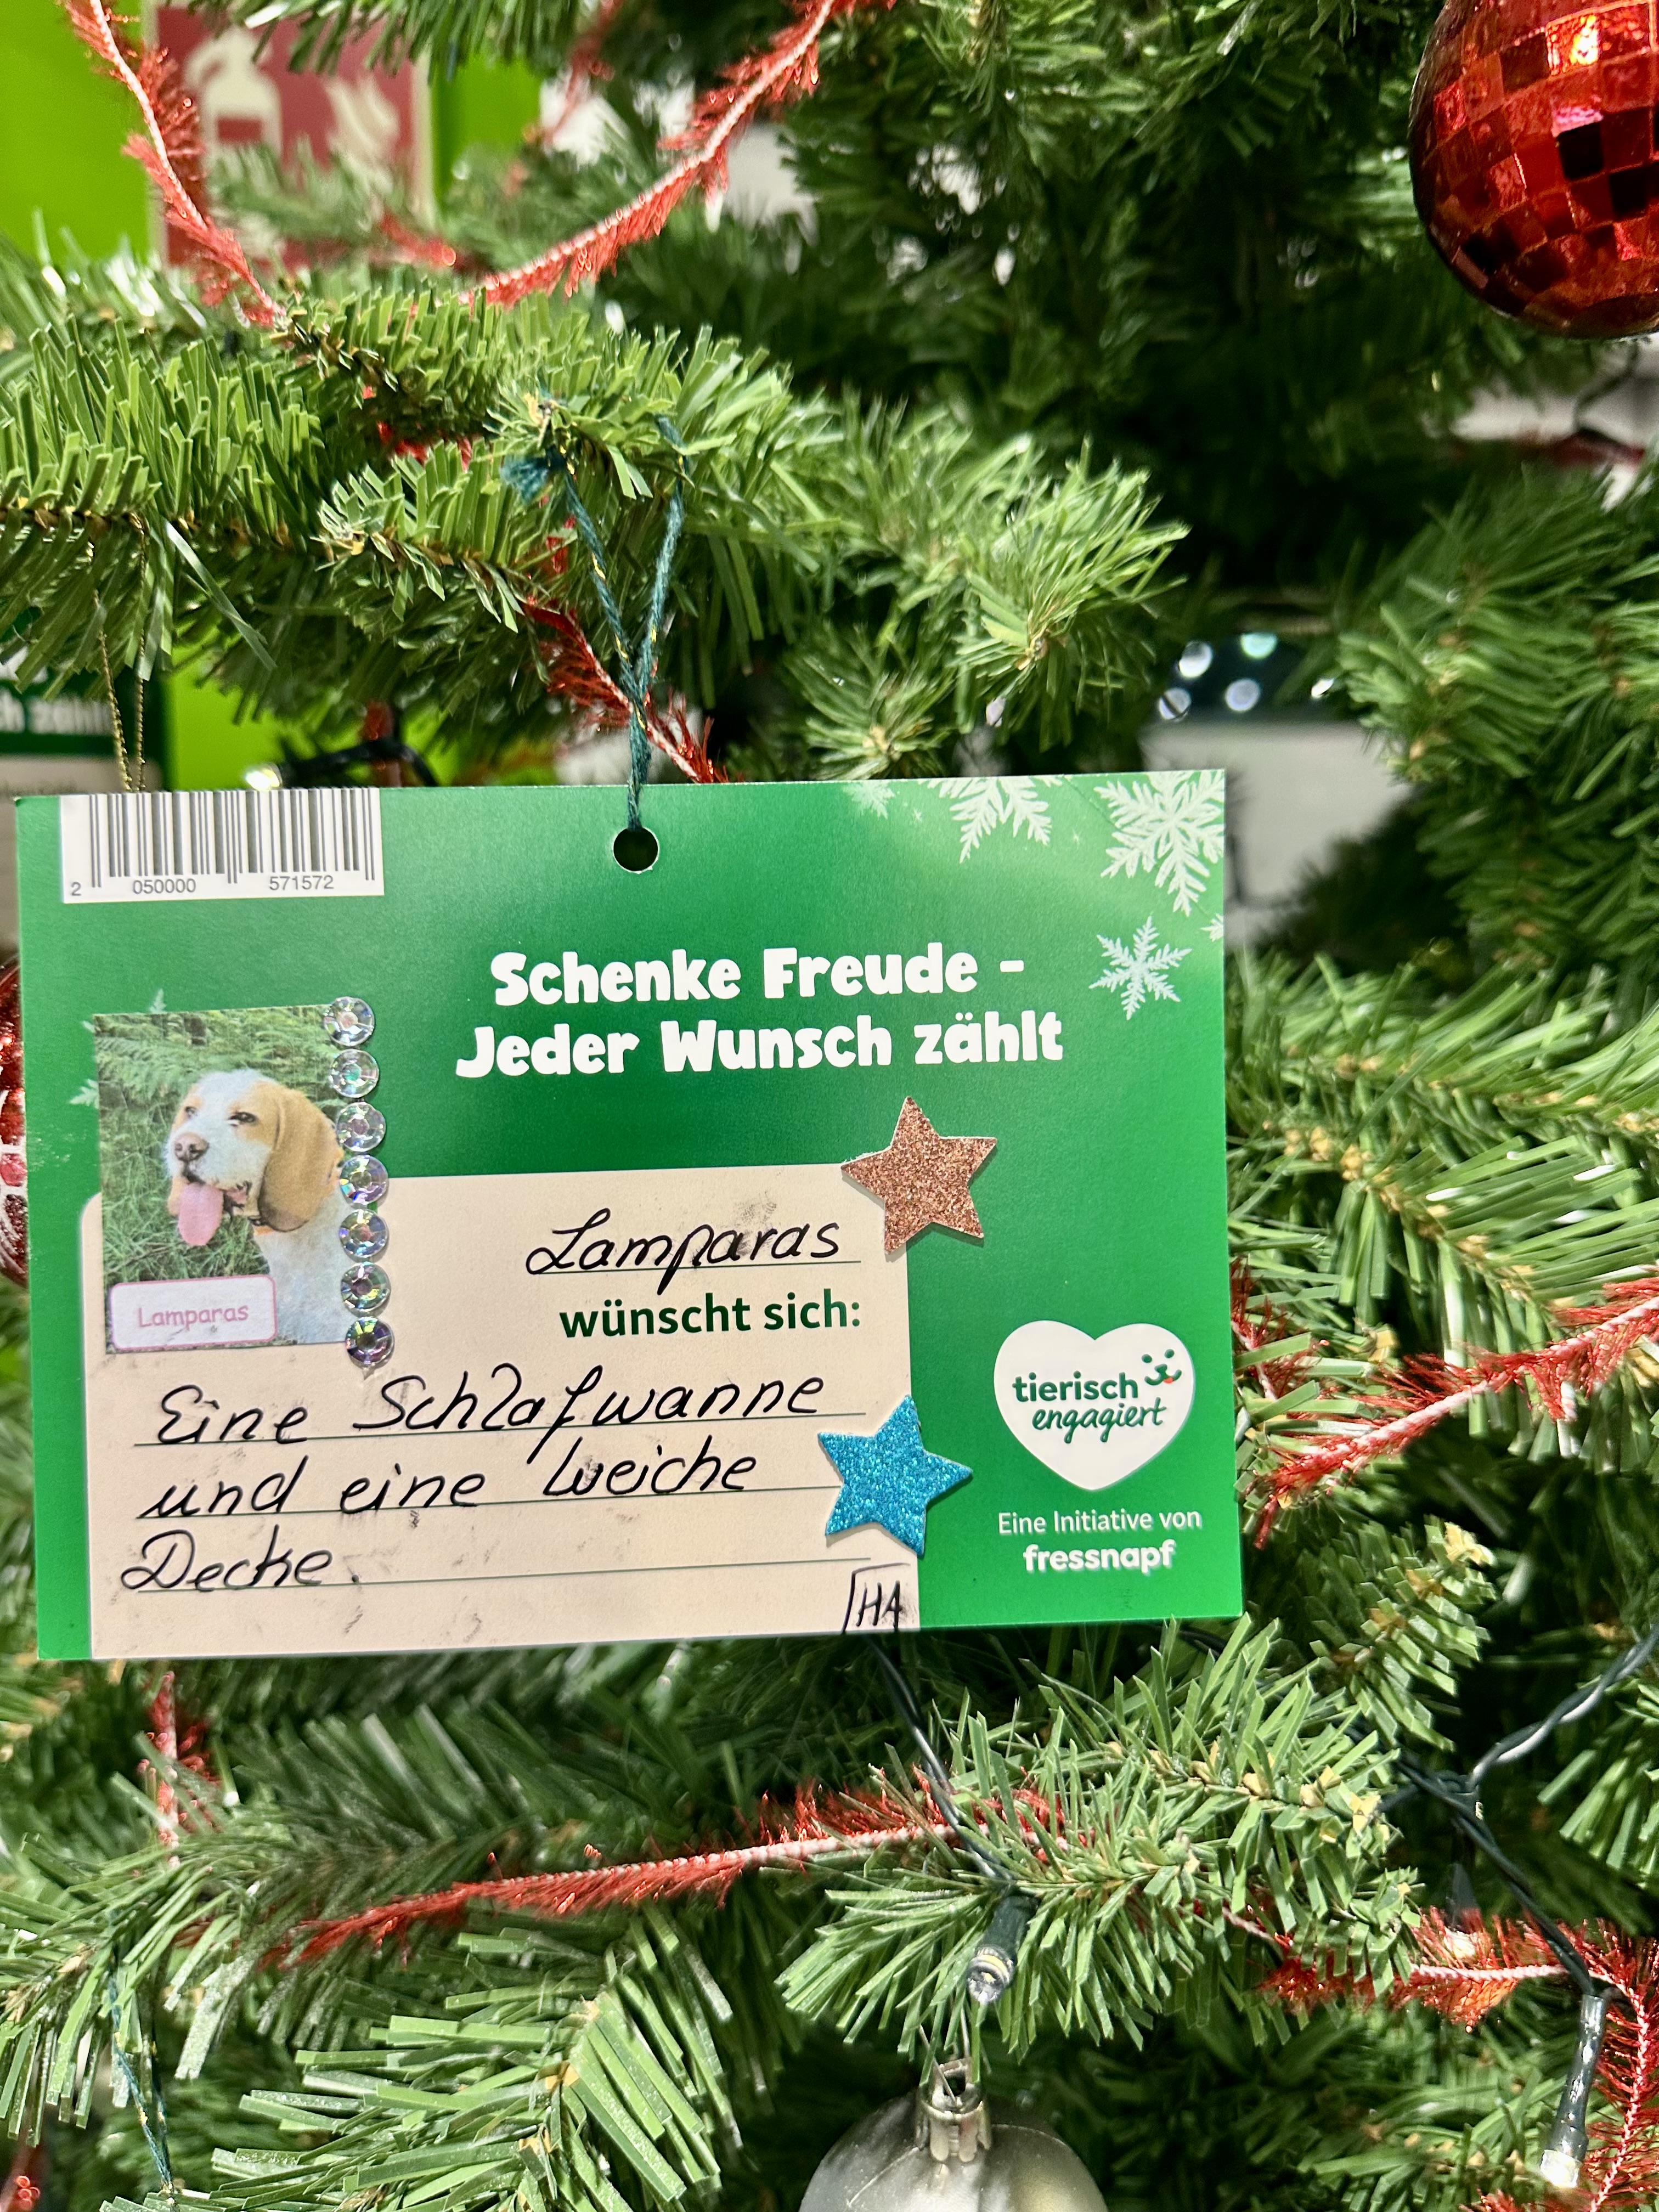 2 050000 571572
Schenke Freude -
Jeder Wunsch zählt
Lamparas
Lamparas
wünscht sich:
Eine Schlafwanne
und eine weiche
Decke.
HA
tierisch
engagiert
Eine Initiative von
fressnapf